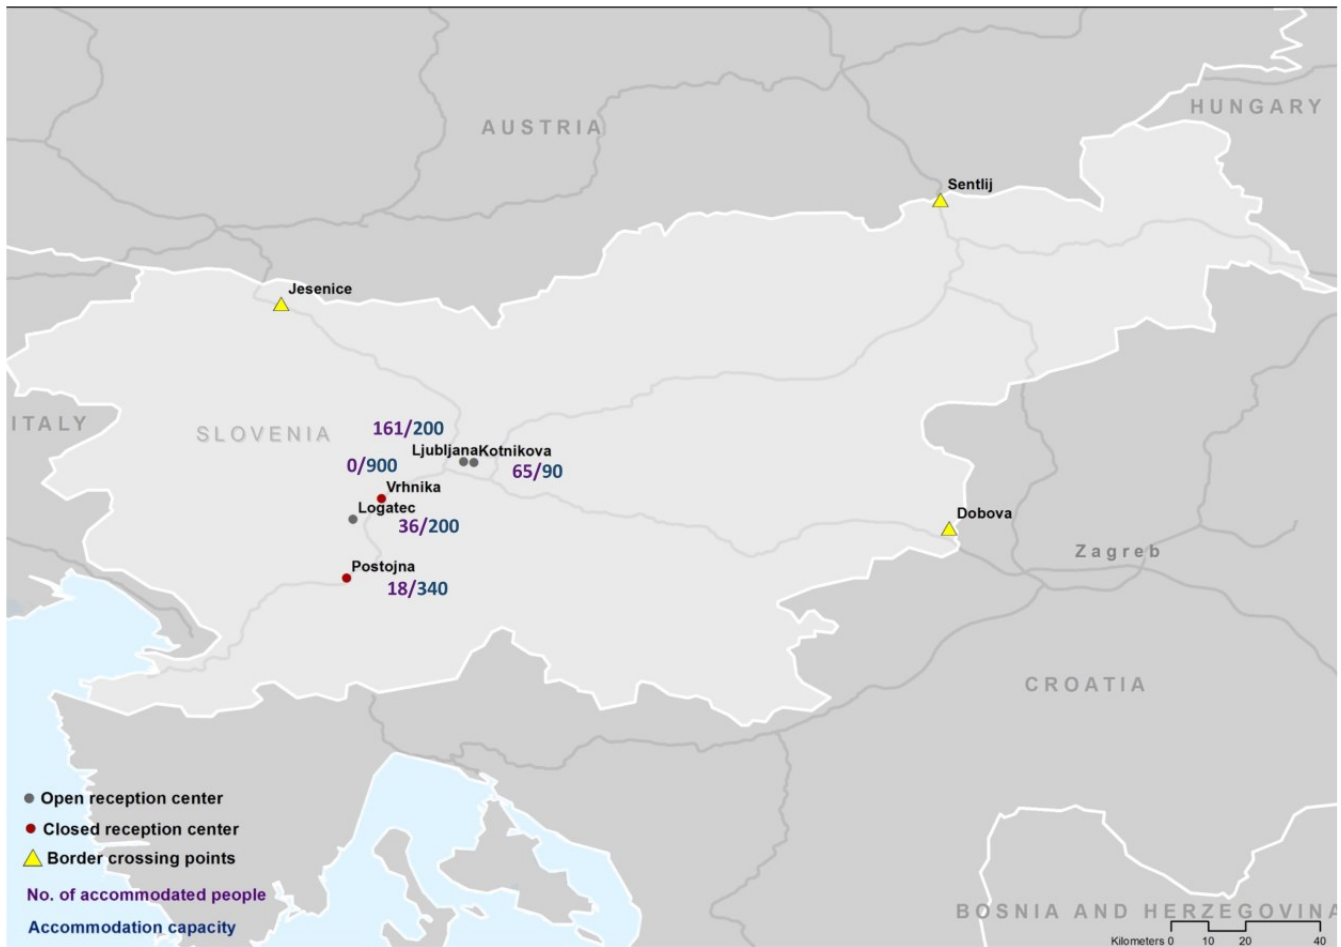 HUNGARY
AUSTRIA
Sentlij
Jesenice
ITALY
SLOVENIA
161/200
LjubljanaKotnikova
0/900
65/90
Vrhnika
Logatec
36/200
Dobova
Zagreb
Postojna
18/340
CROATIA
Open reception center
Closed reception center
Border crossing points
No. of accommodated people
Accommodation capacity
BOSNIA AND HERZEGOVINA
Kilometers 0 10 20 40